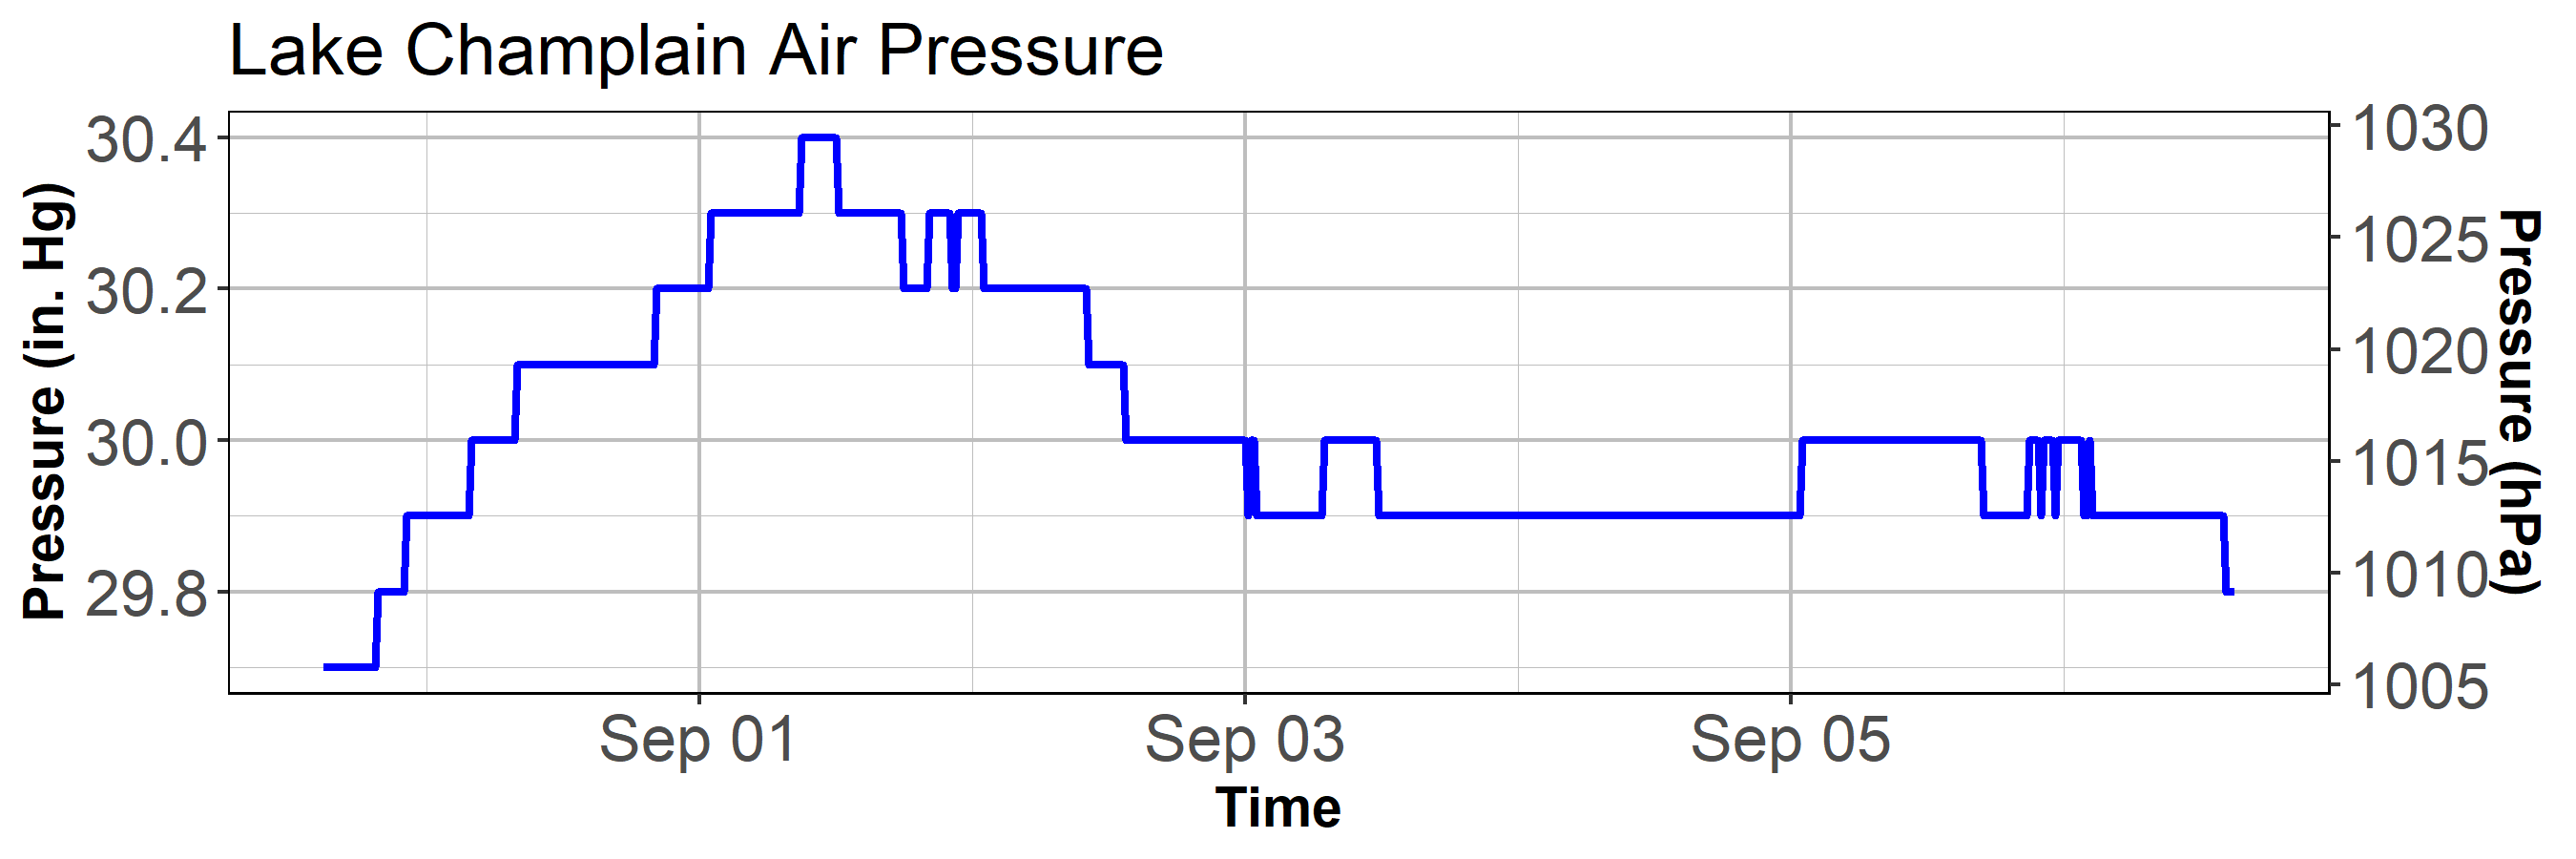 Lake Champlain Air Pressure
Pressure (in. Hg)
30.4
30.2
30.0
29.8
1030
1025
1020
1015
1010
1005
Pressure (hPa)
Sep 01
Sep 03
Sep 05
Time